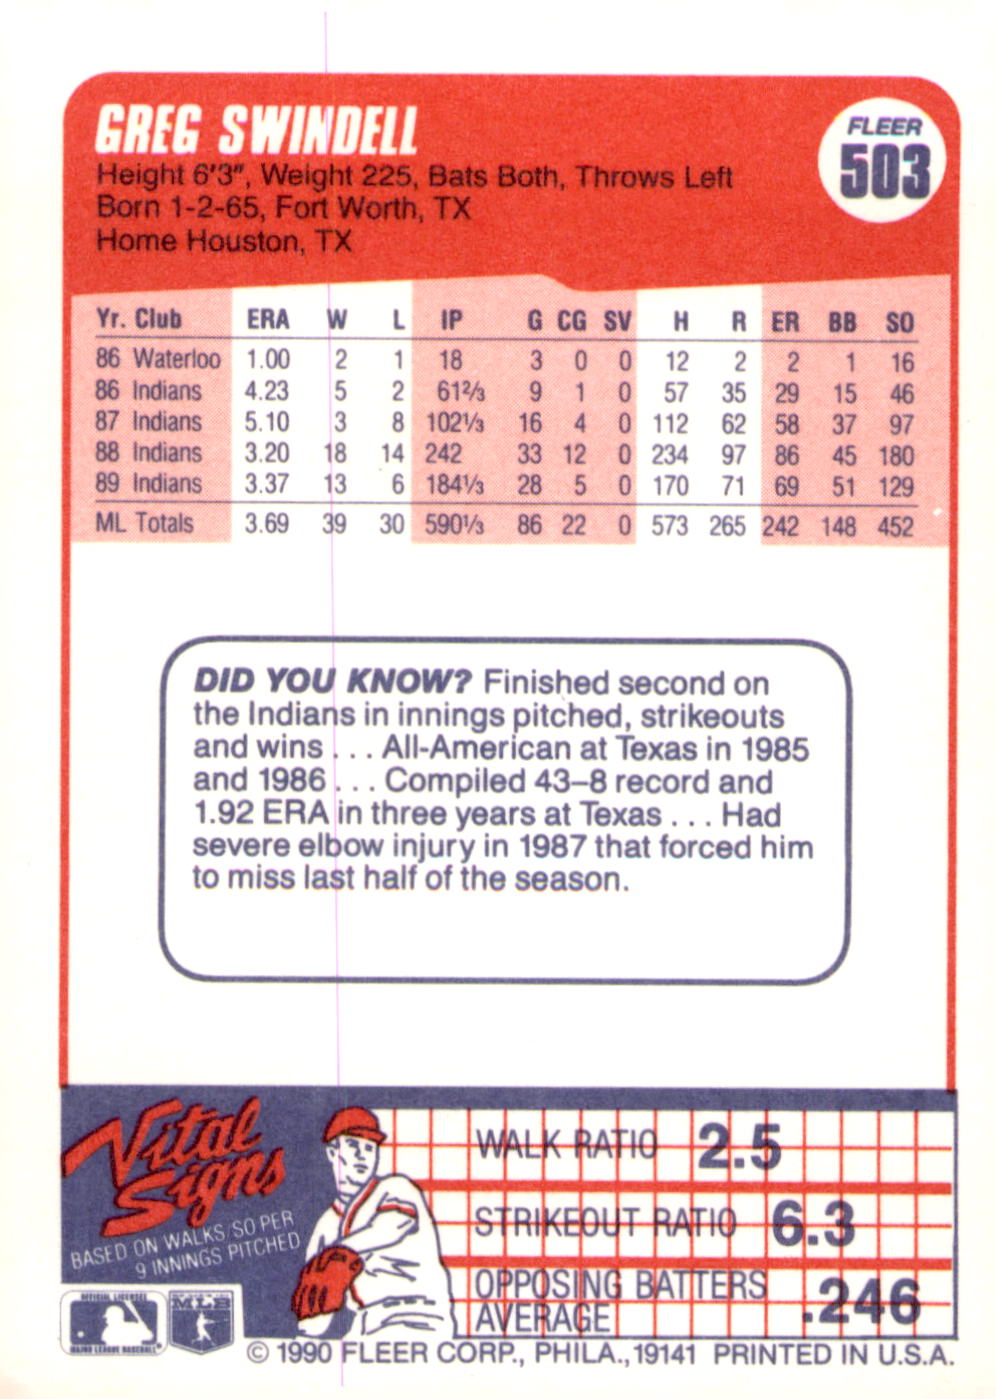 GREG SWINDELL
FLEER
503
Height 6'3", Weight 225, Bats Both, Throws Left
Born 1-2-65, Fort Worth, TX
Home Houston, TX
Yr. Club ERA W L IP G CG SV H R ER BB SO
86 Waterloo 1.00 2 1 18 3 0 0 12 2 2 1 16
86 Indians 4.23 5 2 61⅔ 9 1 0 57 35 29 15 46
87 Indians 5.10 3 8 102⅓ 16 4 0 112 62 58 37 97
88 Indians 3.20 18 14 242 33 12 0 234 97 86 45 180
89 Indians 3.37 13 6 184⅓ 28 5 0 170 71 69 51 129
ML Totals 3.69 39 30 590⅓ 86 22 0 573 265 242 148 452
DID YOU KNOW? Finished second on
the Indians in innings pitched, strikeouts
and wins . . . All-American at Texas in 1985
and 1986 . . . Compiled 43–8 record and
1.92 ERA in three years at Texas . . . Had
severe elbow injury in 1987 that forced him
to miss last half of the season.
Vital
Signs
BASED ON WALKS/SO PER
9 INNINGS PITCHED
WALK RATIO 2.5
STRIKEOUT RATIO 6.3
OPPOSING BATTERS
AVERAGE .246
OFFICIAL LICENSEE
MAJOR LEAGUE BASEBALL
MLB
© 1990 FLEER CORP., PHILA., 19141 PRINTED IN U.S.A.